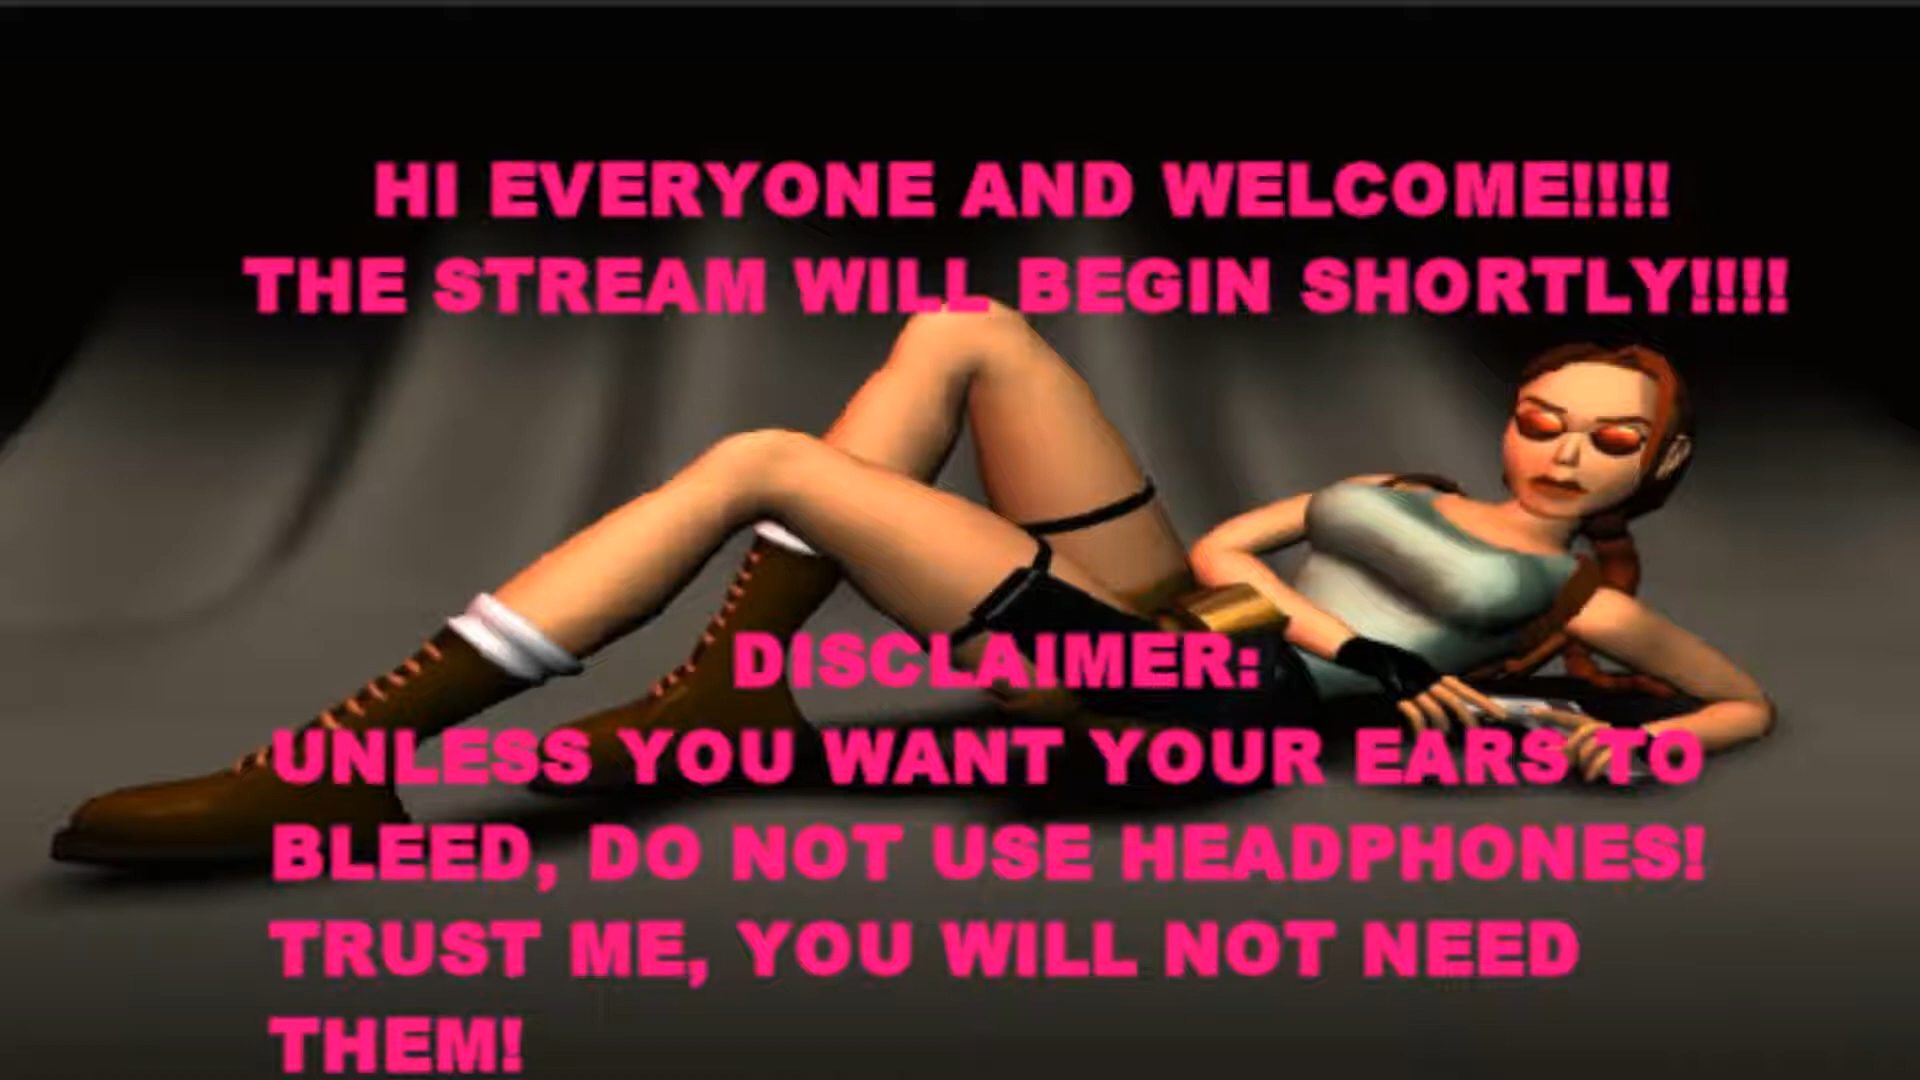 HI EVERYONE AND WELCOME!!!!
THE STREAM WILL BEGIN SHORTLY!!!!
DISCLAIMER:
UNLESS YOU WANT YOUR EARS TO
BLEED, DO NOT USE HEADPHONES!
TRUST ME, YOU WILL NOT NEED
THEM!